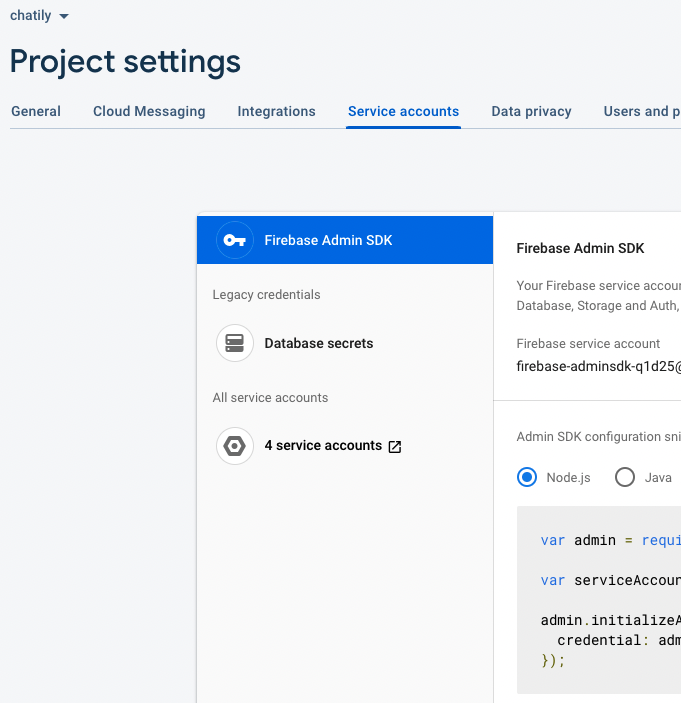 chatily
Project settings
General Cloud Messaging Integrations Service accounts Data privacy Users and p
Firebase Admin SDK
Legacy credentials
Database secrets
All service accounts
4 service accounts
Firebase Admin SDK
Your Firebase service accou
Database, Storage and Auth,
Firebase service account
firebase-adminsdk-q1d25@
Admin SDK configuration sni
Node.js Java
var admin = requi
var serviceAccoun
admin.initializeA
credential: adm
});